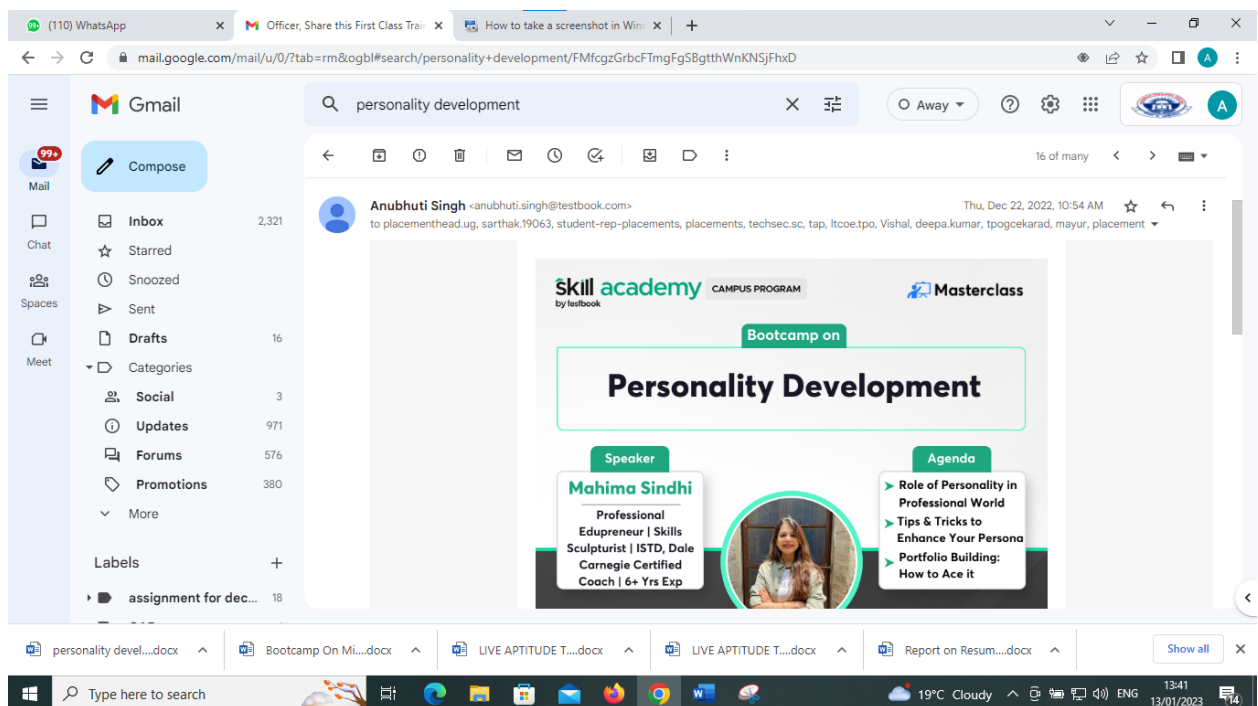 99+
(110) WhatsApp
Officer, Share this First Class Train
How to take a screenshot in Wind
mail.google.com/mail/u/0/?tab=rm&ogbl#search/personality+development/FMfcgzGrbcFTmgFgSBgtthWnKNSjFhxD
A
Gmail
personality development
Away
A
99+
Mail
Chat
Spaces
Meet
Compose
Inbox 2,321
Starred
Snoozed
Sent
Drafts 16
Categories
Social 3
Updates 971
Forums 576
Promotions 380
More
Labels
assignment for dec... 18
16 of many
Anubhuti Singh <anubhuti.singh@testbook.com>
Thu, Dec 22, 2022, 10:54 AM
to placementhead.ug, sarthak.19063, student-rep-placements, placements, techsec.sc, tap, ltcoe.tpo, Vishal, deepa.kumar, tpogcekarad, mayur, placement
skill academy
by testbook
CAMPUS PROGRAM
Masterclass
Bootcamp on
Personality Development
Speaker
Mahima Sindhi
Professional
Edupreneur | Skills
Sculpturist | ISTD, Dale
Carnegie Certified
Coach | 6+ Yrs Exp
Agenda
Role of Personality in
Professional World
Tips & Tricks to
Enhance Your Persona
Portfolio Building:
How to Ace it
personality devel....docx
Bootcamp On Mi....docx
LIVE APTITUDE T....docx
LIVE APTITUDE T....docx
Report on Resum....docx
Show all
Type here to search
19°C Cloudy
ENG
13:41
13/01/2023
14